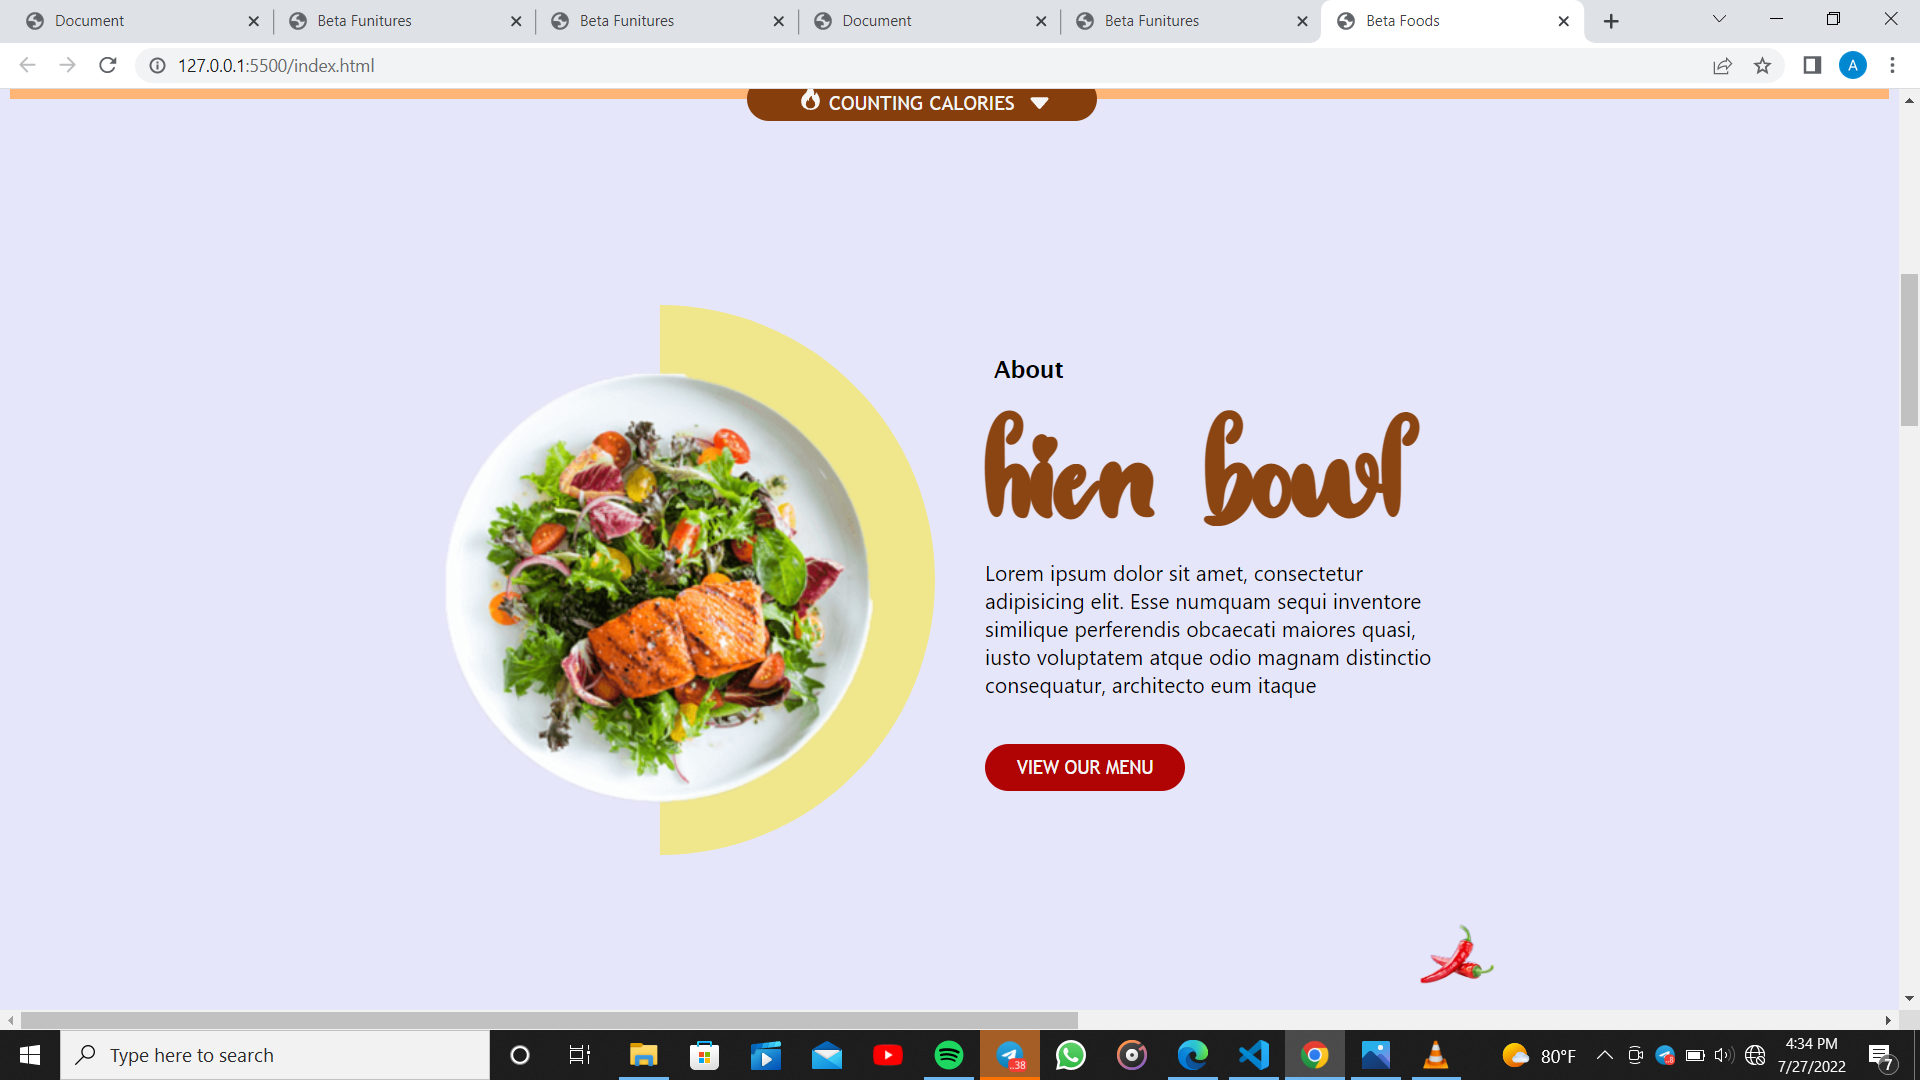 Document
Beta Funitures
Beta Funitures
Document
Beta Funitures
Beta Foods
127.0.0.1:5500/index.html
A
COUNTING CALORIES
About
hien bowl
Lorem ipsum dolor sit amet, consectetur
adipisicing elit. Esse numquam sequi inventore
similique perferendis obcaecati maiores quasi,
iusto voluptatem atque odio magnam distinctio
consequatur, architecto eum itaque
VIEW OUR MENU
Type here to search
..38
80°F
4:34 PM
7/27/2022
7